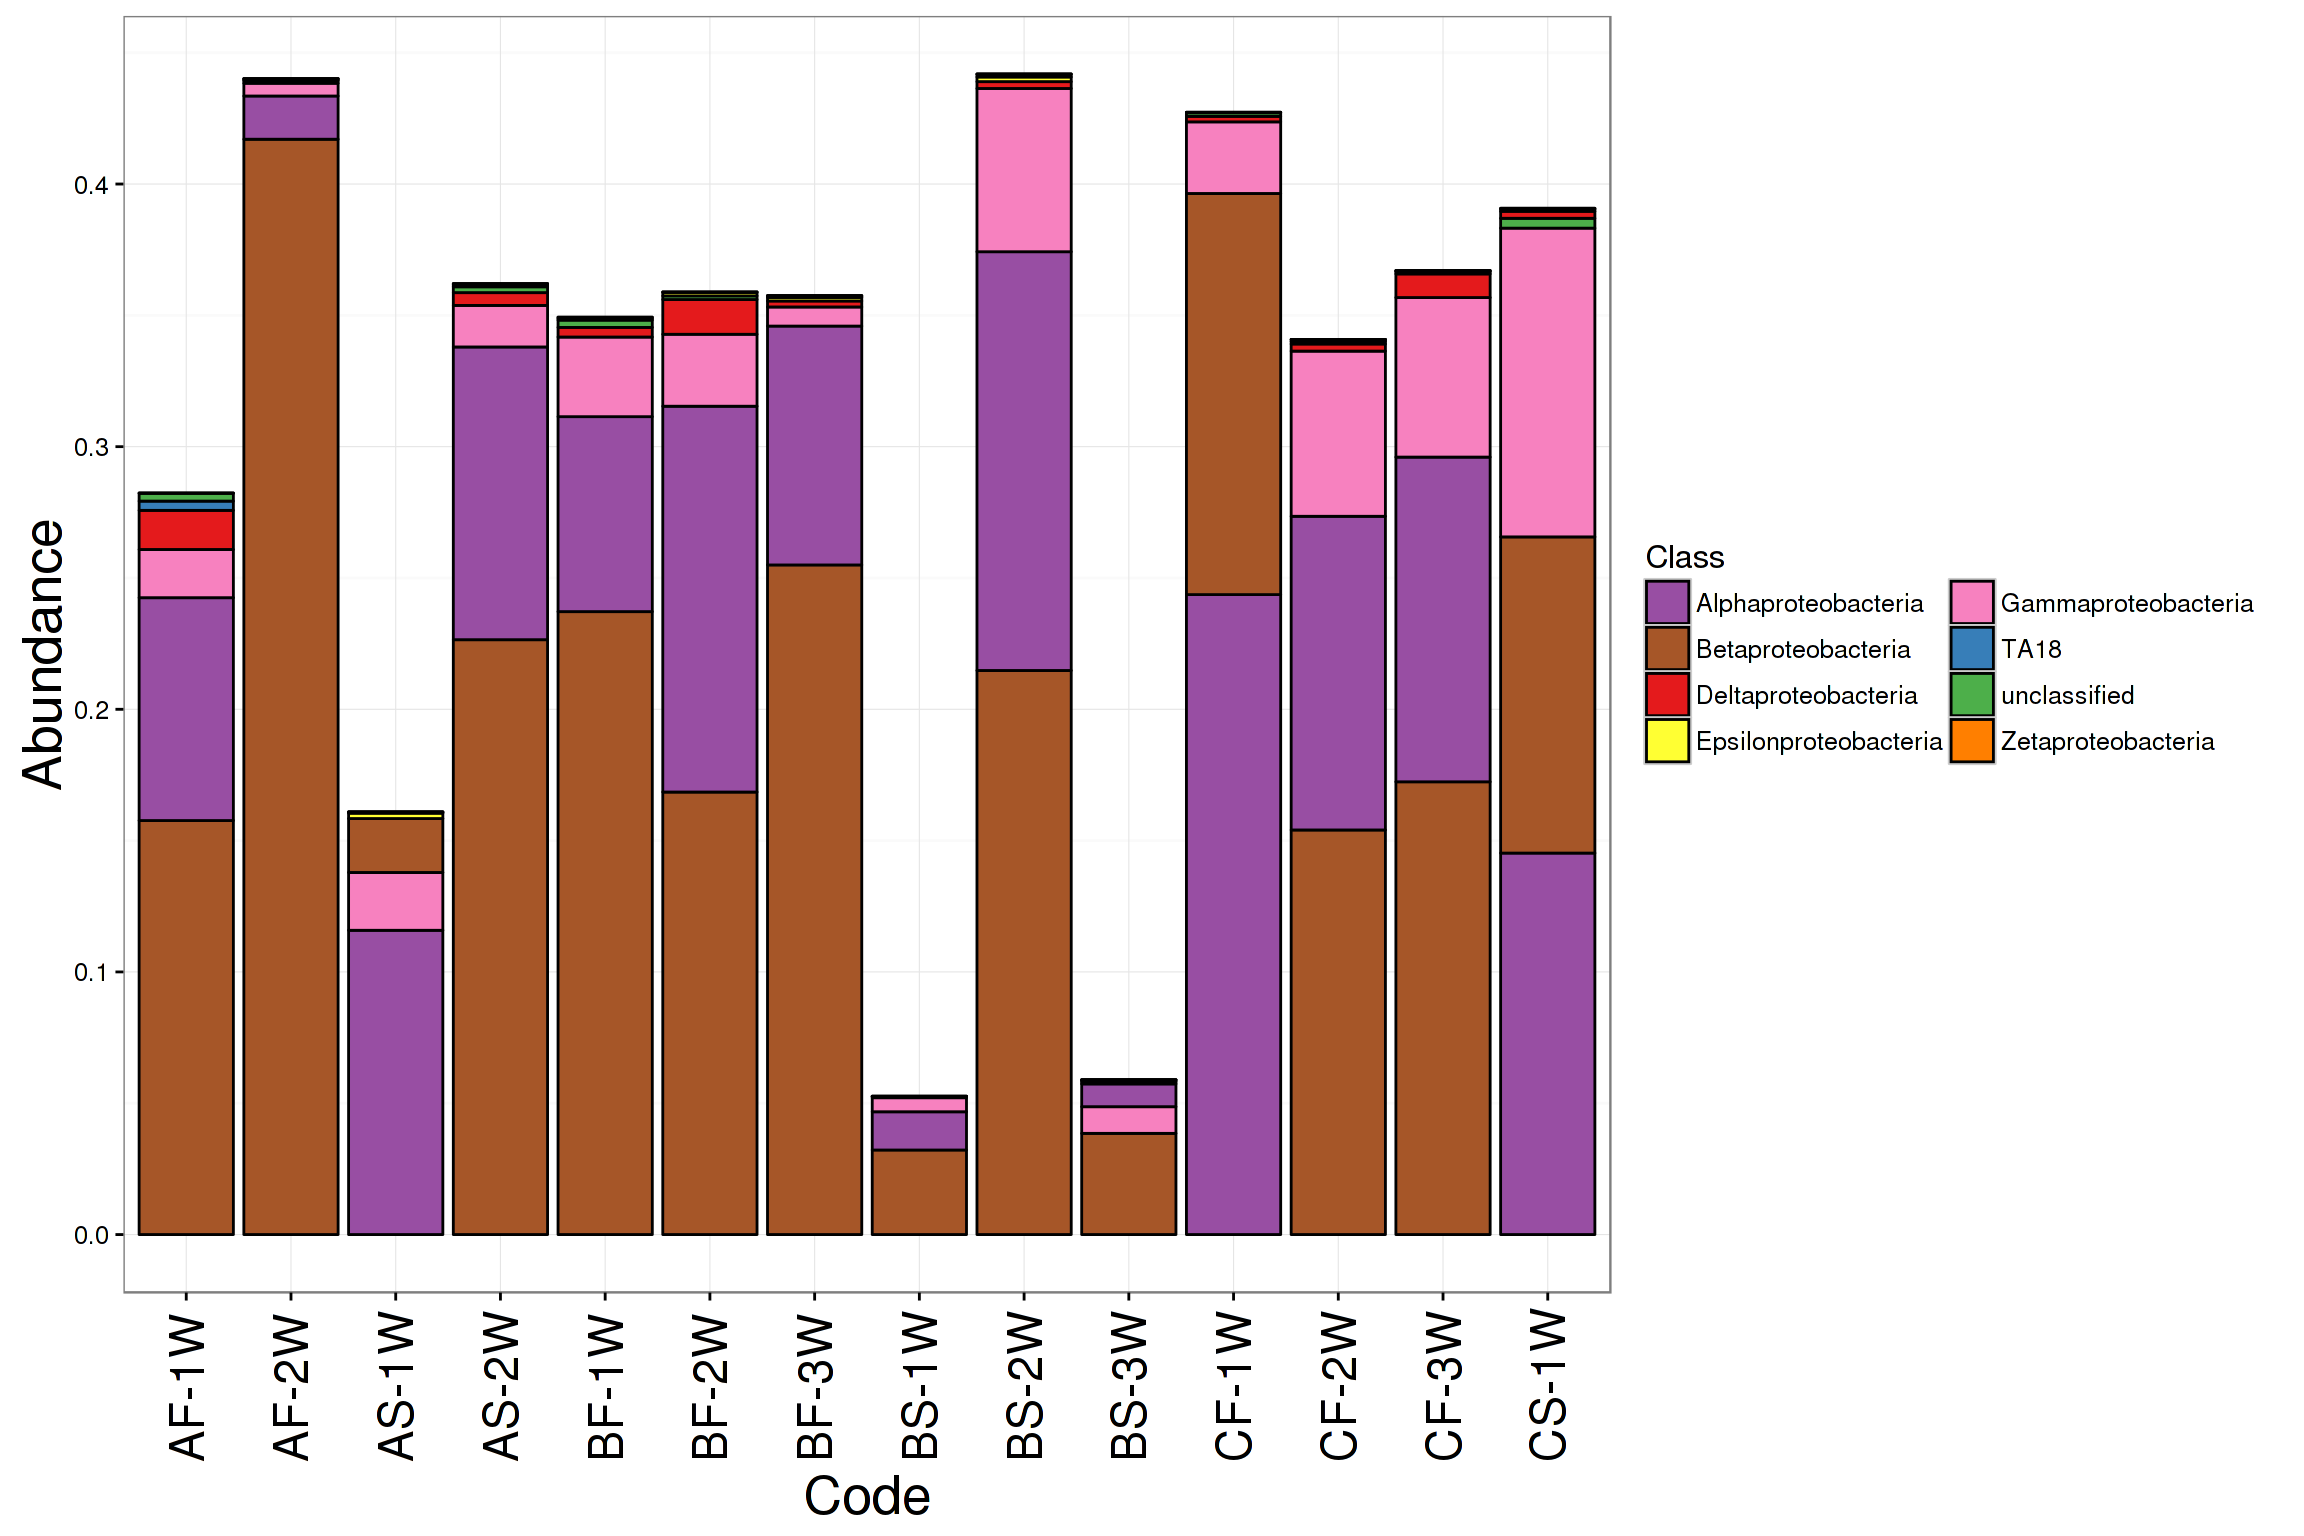 Abundance
0.4
0.3
0.2
0.1
0.0
AF-1W
AF-2W
AS-1W
AS-2W
BF-1W
BF-2W
BF-3W
BS-1W
BS-2W
BS-3W
CF-1W
CF-2W
CF-3W
CS-1W
Code
Class
Alphaproteobacteria
Betaproteobacteria
Deltaproteobacteria
Epsilonproteobacteria
Gammaproteobacteria
TA18
unclassified
Zetaproteobacteria